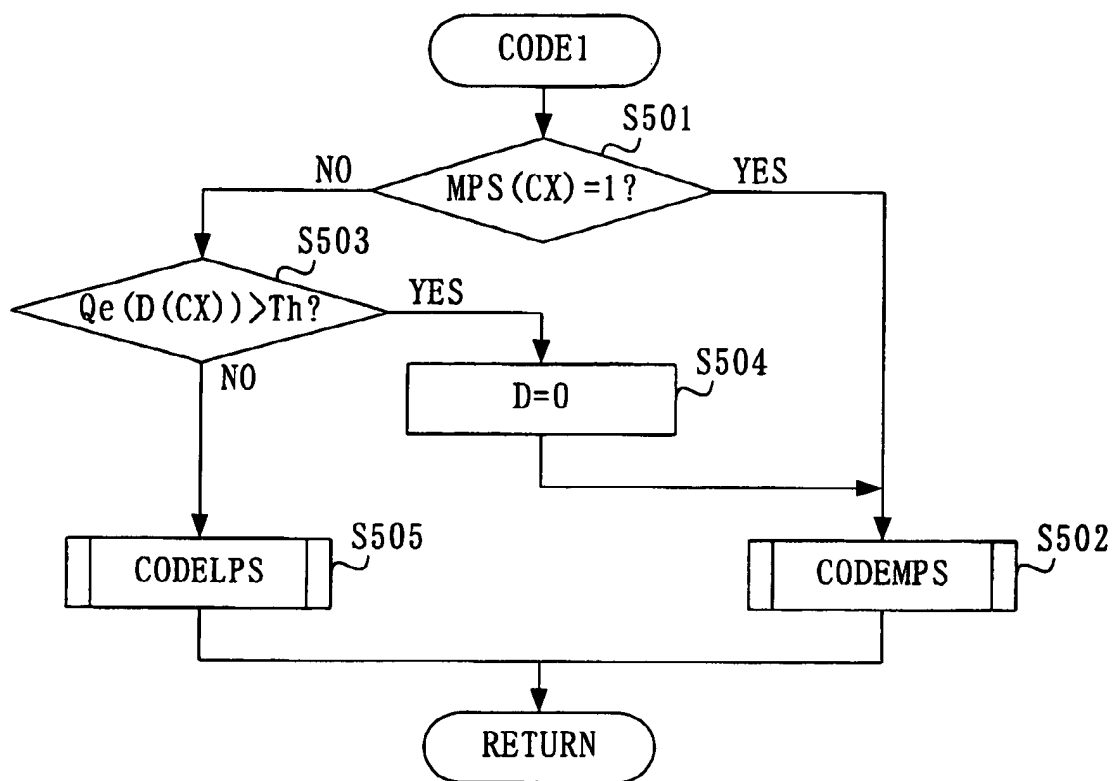 CODE1
S501
NO
MPS(CX)=1?
YES
S503
Qe(D(CX))>Th?
YES
NO
S504
D=0
CODELPS
S505
CODEMPS
S502
RETURN